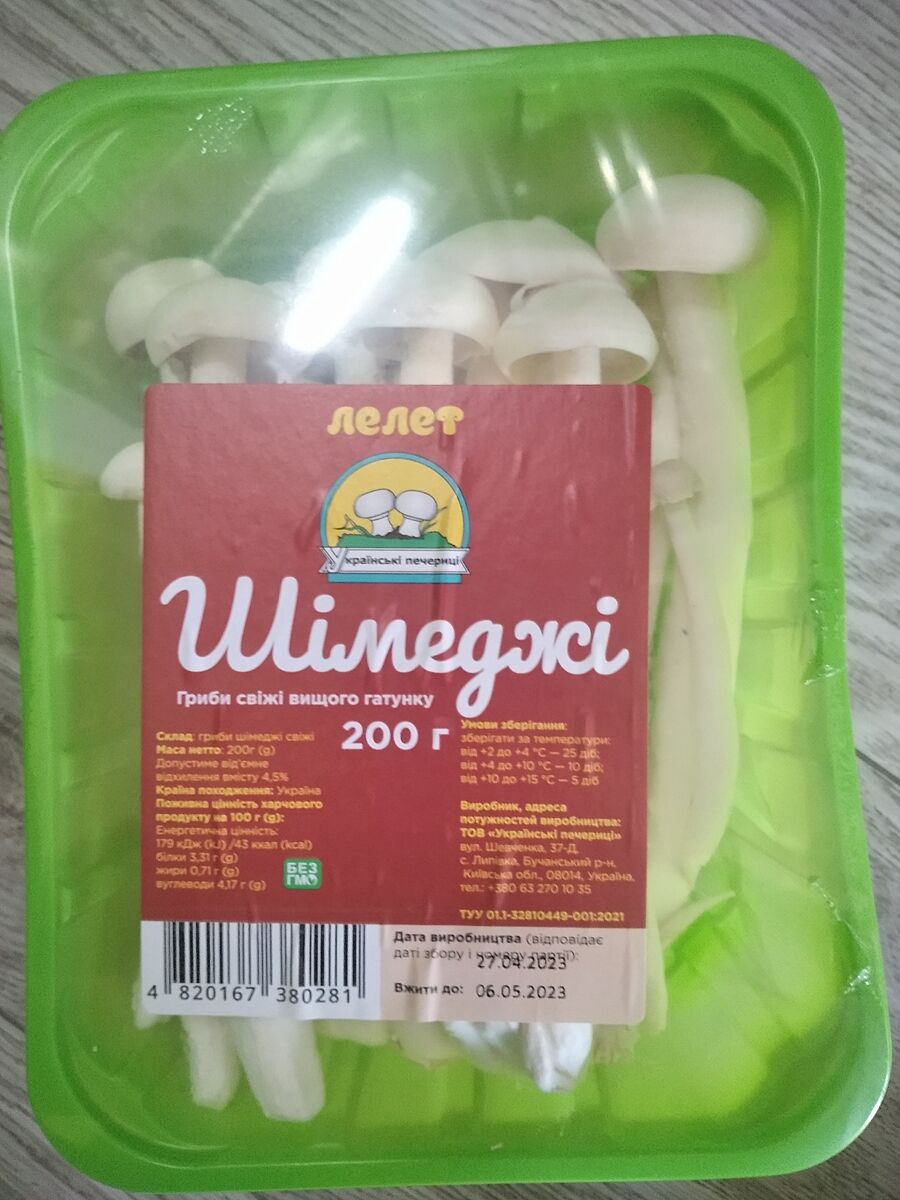 лелеф
Українські печериці
Шімеджі
Гриби свіжі вищого гатунку
200 г
Склад: гриби шімеджі свіжі
Маса нетто: 200г (g)
Допустиме від'ємне
відхилення вмісту 4,5%
Країна походження: Україна
Поживна цінність харчового
продукту на 100 г (g):
Енергетична цінність:
179 кДж (kJ) /43 ккал (kcal)
білки 3,31 г (g)
жири 0,71 г (g)
вуглеводи 4,17 г (g)
БЕЗ
ГМО
Умови зберігання:
зберігати за температури:
від +2 до +4 °C — 25 діб;
від +4 до +10 °C — 10 діб;
від +10 до +15 °C — 5 діб
Виробник, адреса
потужностей виробництва:
ТОВ «Українські печериці»
вул. Шевченка, 37-Д,
с. Липівка, Бучанський р-н,
Київська обл., 08014, Україна,
тел.: +380 63 270 10 35
ТУУ 01.1-32810449-001:2021
Дата виробництва (відповідає
даті збору і номеру партії):
27.04.2023
Вжити до: 06.05.2023
4 820167 380281